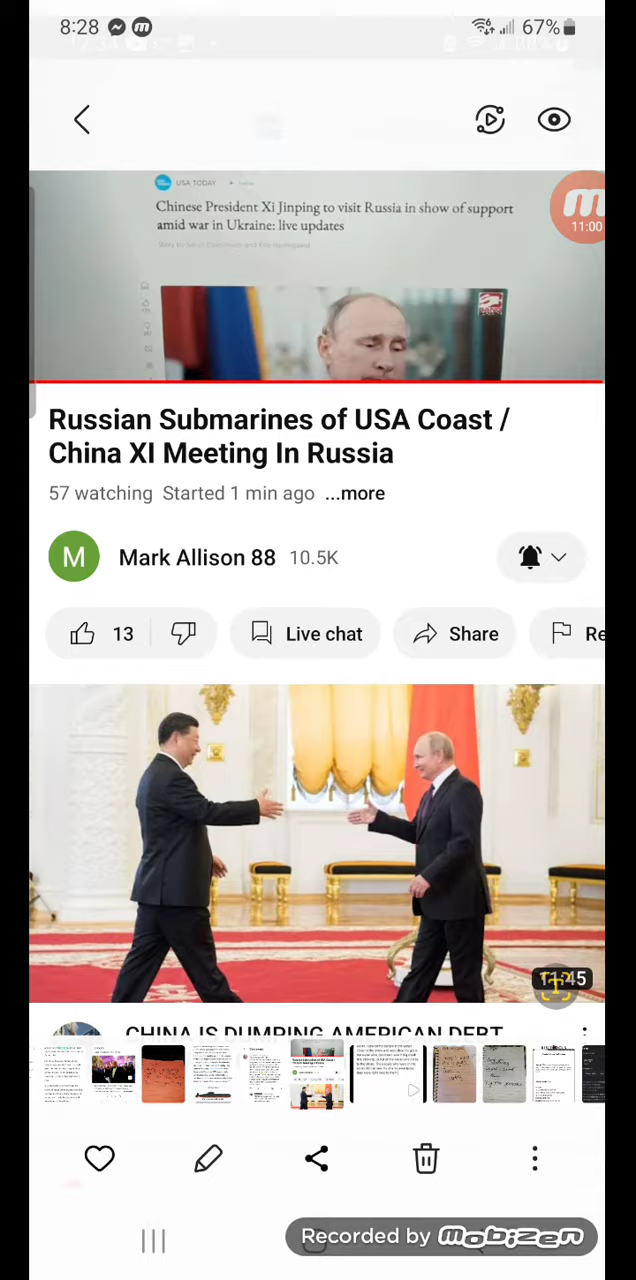 8:28
67%
USA TODAY
Chinese President Xi Jinping to visit Russia in show of support
amid war in Ukraine: live updates
11:00
Russian Submarines of USA Coast /
China XI Meeting In Russia
57 watching Started 1 min ago ...more
M
Mark Allison 88 10.5K
13
Live chat
Share
Re
T
CHINA IS DUMPING AMERICAN DEBT
Recorded by mobizen